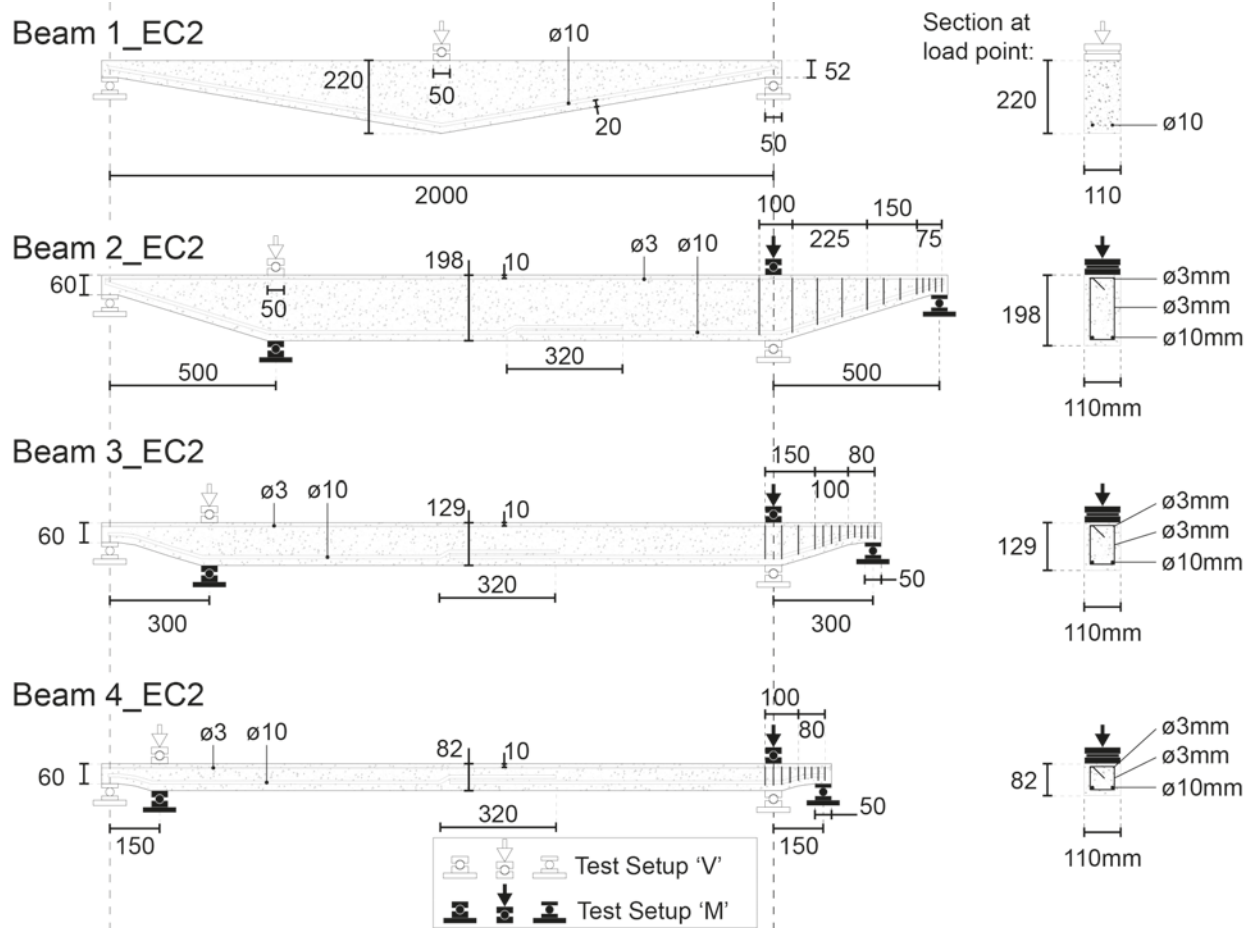 Beam 1_EC2
ø10
Section at
load point:
220
50
52
20
50
220
ø10
2000
110
Beam 2_EC2
100
150
225
75
198
10
ø3
ø10
60
50
320
500
500
198
ø3mm
ø3mm
ø10mm
110mm
Beam 3_EC2
150
80
100
ø3
ø10
129
10
60
320
50
300
300
129
ø3mm
ø3mm
ø10mm
110mm
Beam 4_EC2
100
80
ø3
ø10
82
10
60
320
50
150
150
82
ø3mm
ø3mm
ø10mm
110mm
Test Setup ‘V’
Test Setup ‘M’